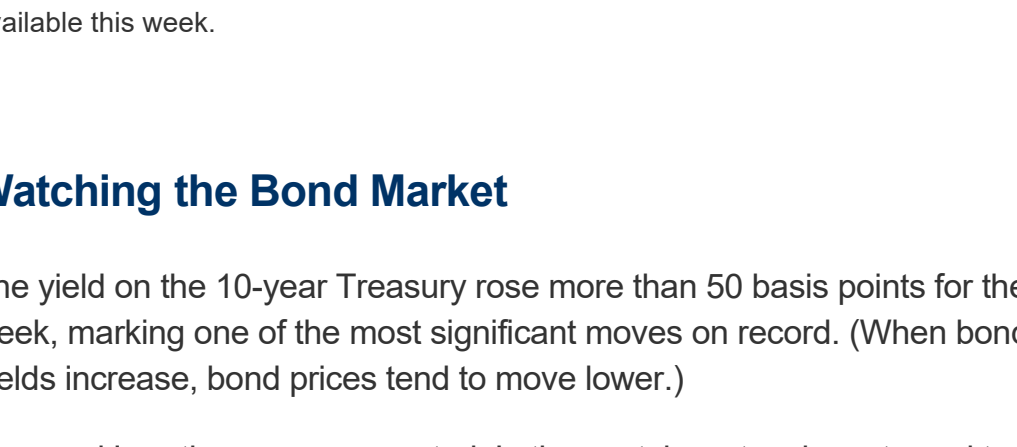 ailable this week.
Watching the Bond Market
he yield on the 10-year Treasury rose more than 50 basis points for the
eek, marking one of the most significant moves on record. (When bond
elds increase, bond prices tend to move lower.)